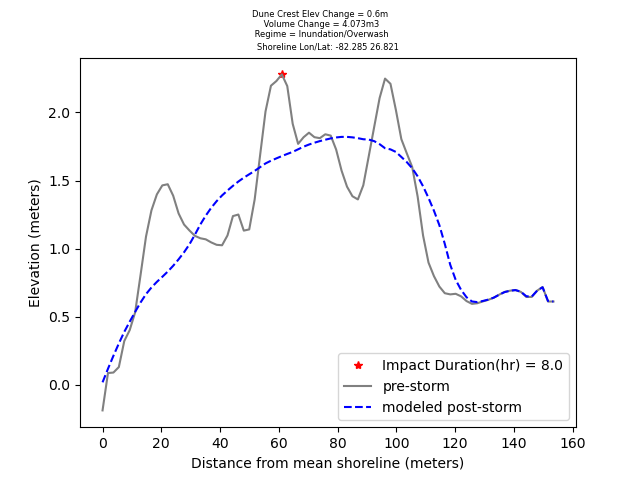 Dune Crest Elev Change = 0.6m
Volume Change = 4.073m3
Regime = Inundation/Overwash
Shoreline Lon/Lat: -82.285 26.821
Elevation (meters)
2.0
1.5
1.0
0.5
0.0
Impact Duration(hr) = 8.0
pre-storm
modeled post-storm
0 20 40 60 80 100 120 140 160
Distance from mean shoreline (meters)